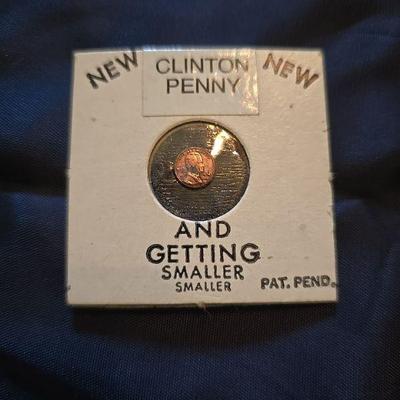 NEW CLINTON NEW
PENNY
AND
GETTING
SMALLER
SMALLER PAT. PEND.